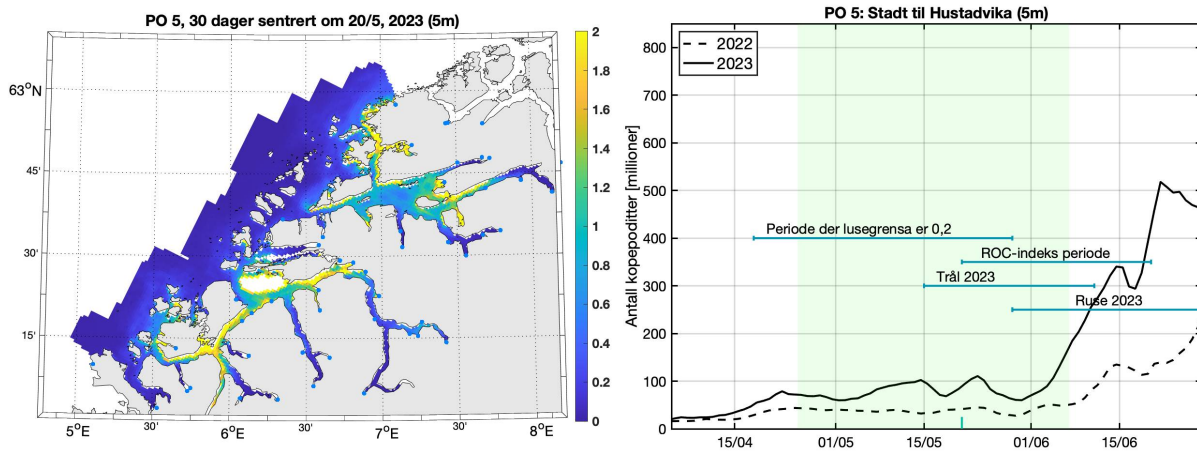 PO 5, 30 dager sentrert om 20/5, 2023 (5m)
63°N
45'
30'
15'
5°E
30'
6°E
30'
7°E
30'
8°E
2
1.8
1.6
1.4
1.2
1
0.8
0.6
0.4
0.2
0
PO 5: Stadt til Hustadvika (5m)
2022
2023
Antall kopepoditter [millioner]
800
700
600
500
400
300
200
100
0
Periode der lusegrensa er 0,2
ROC-indeks periode
Trål 2023
Ruse 2023
15/04
01/05
15/05
01/06
15/06